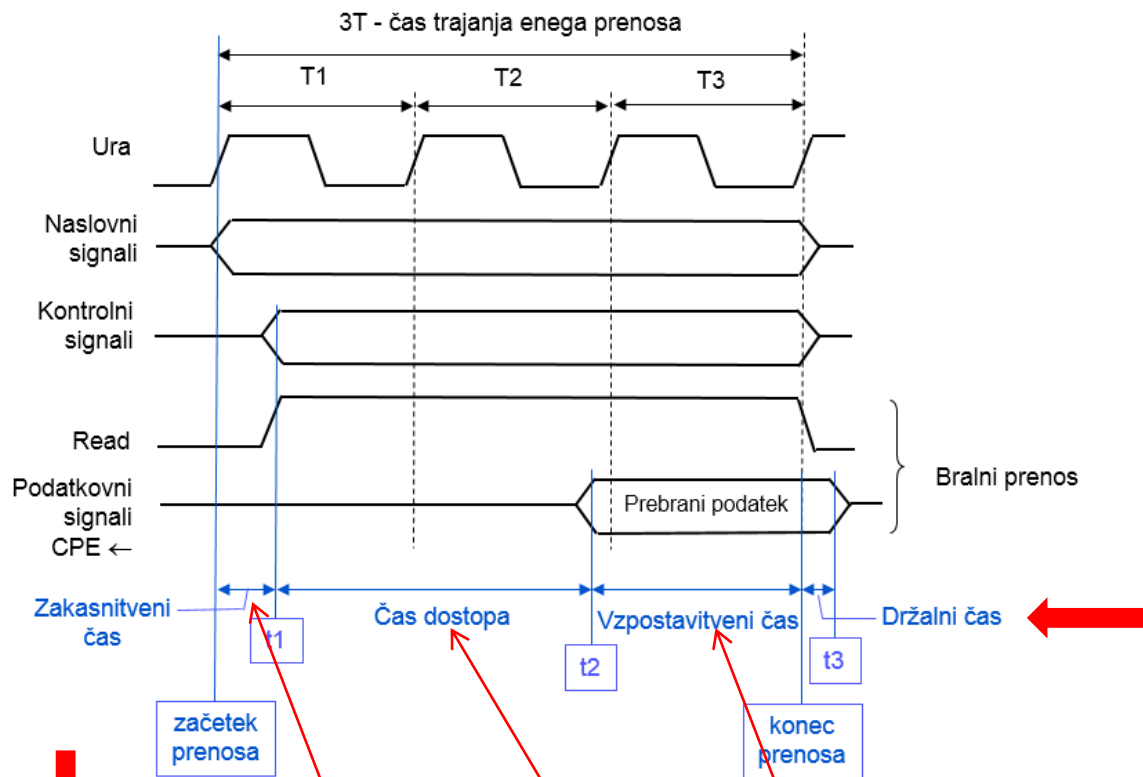 3T - čas trajanja enega prenosa
T1
T2
T3
Ura
Naslovni
signali
Kontrolni
signali
Read
Bralni prenos
Podatkovni
signali
CPE ←
Prebrani podatek
Zakasnitveni
čas
Čas dostopa
Vzpostavitveni čas
Držalni čas
t1
t2
t3
začetek
prenosa
konec
prenosa